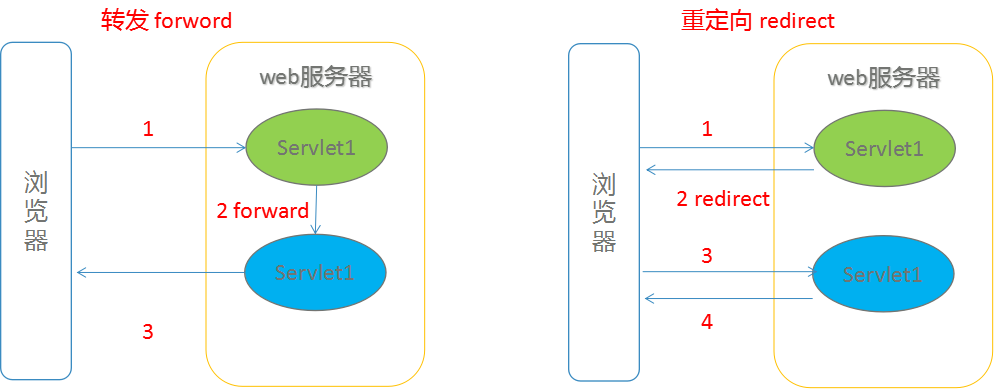 转发 forword
web服务器
1
Servlet1
浏览器
2 forward
Servlet1
3
重定向 redirect
web服务器
1
Servlet1
2 redirect
浏览器
3
Servlet1
4